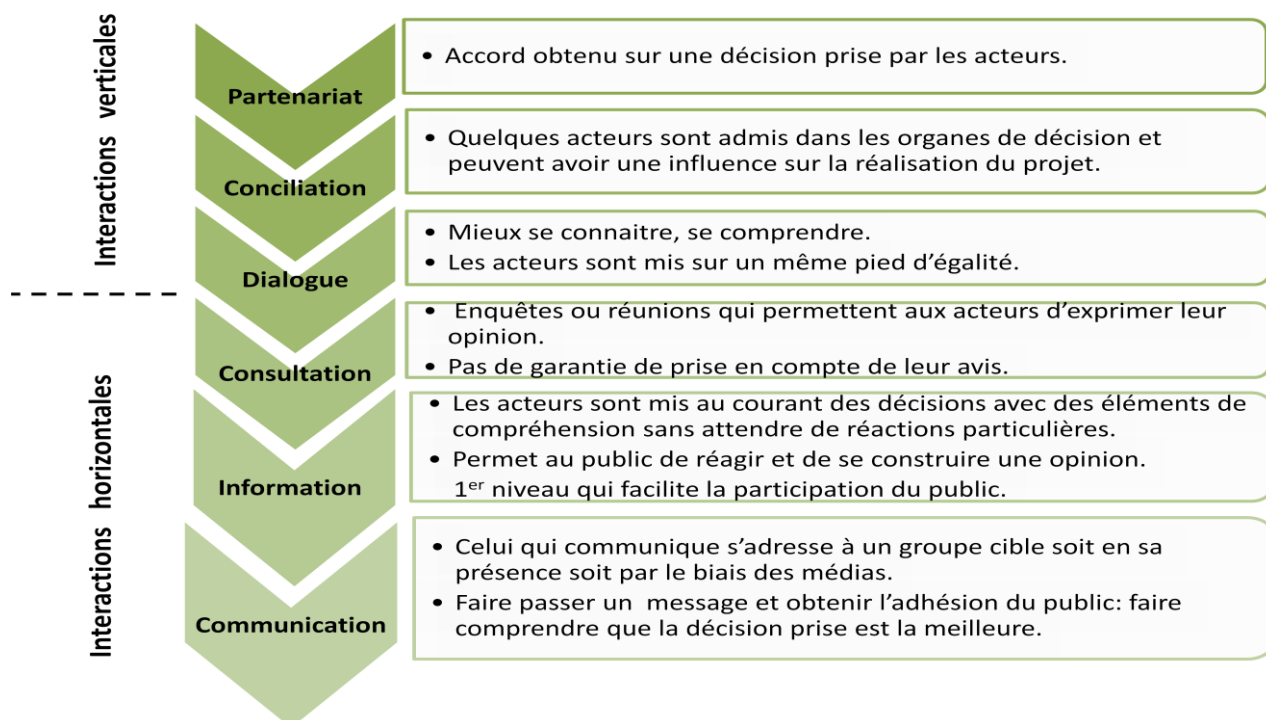 Interactions verticales
Partenariat
• Accord obtenu sur une décision prise par les acteurs.
Conciliation
• Quelques acteurs sont admis dans les organes de décision et
peuvent avoir une influence sur la réalisation du projet.
Dialogue
• Mieux se connaitre, se comprendre.
• Les acteurs sont mis sur un même pied d’égalité.
Interactions horizontales
Consultation
• Enquêtes ou réunions qui permettent aux acteurs d’exprimer leur
opinion.
• Pas de garantie de prise en compte de leur avis.
Information
• Les acteurs sont mis au courant des décisions avec des éléments de
compréhension sans attendre de réactions particulières.
• Permet au public de réagir et de se construire une opinion.
1er niveau qui facilite la participation du public.
Communication
• Celui qui communique s’adresse à un groupe cible soit en sa
présence soit par le biais des médias.
• Faire passer un message et obtenir l’adhésion du public: faire
comprendre que la décision prise est la meilleure.